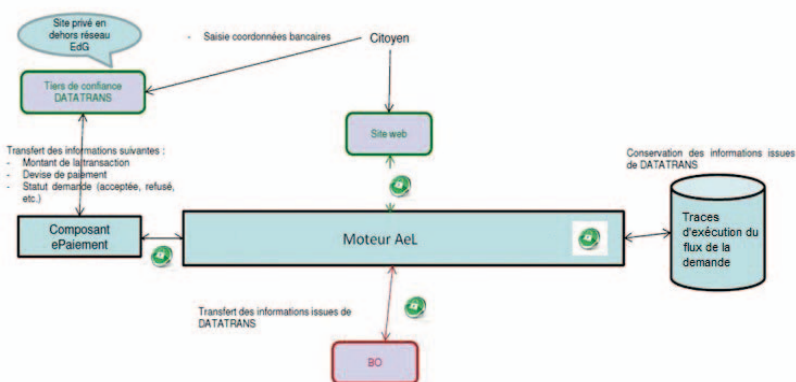 Site privé en
dehors réseau
EdG
- Saisie coordonnées bancaires
Citoyen
Tiers de confiance
DATATRANS
Site web
Transfert des informations suivantes :
- Montant de la transaction
- Devise de paiement
- Statut demande (acceptée, refusé,
etc.)
Conservation des informations issues
de DATATRANS
Composant
ePaiement
Moteur AeL
Traces
d'exécution du
flux de la
demande
Transfert des informations issues de
DATATRANS
BO